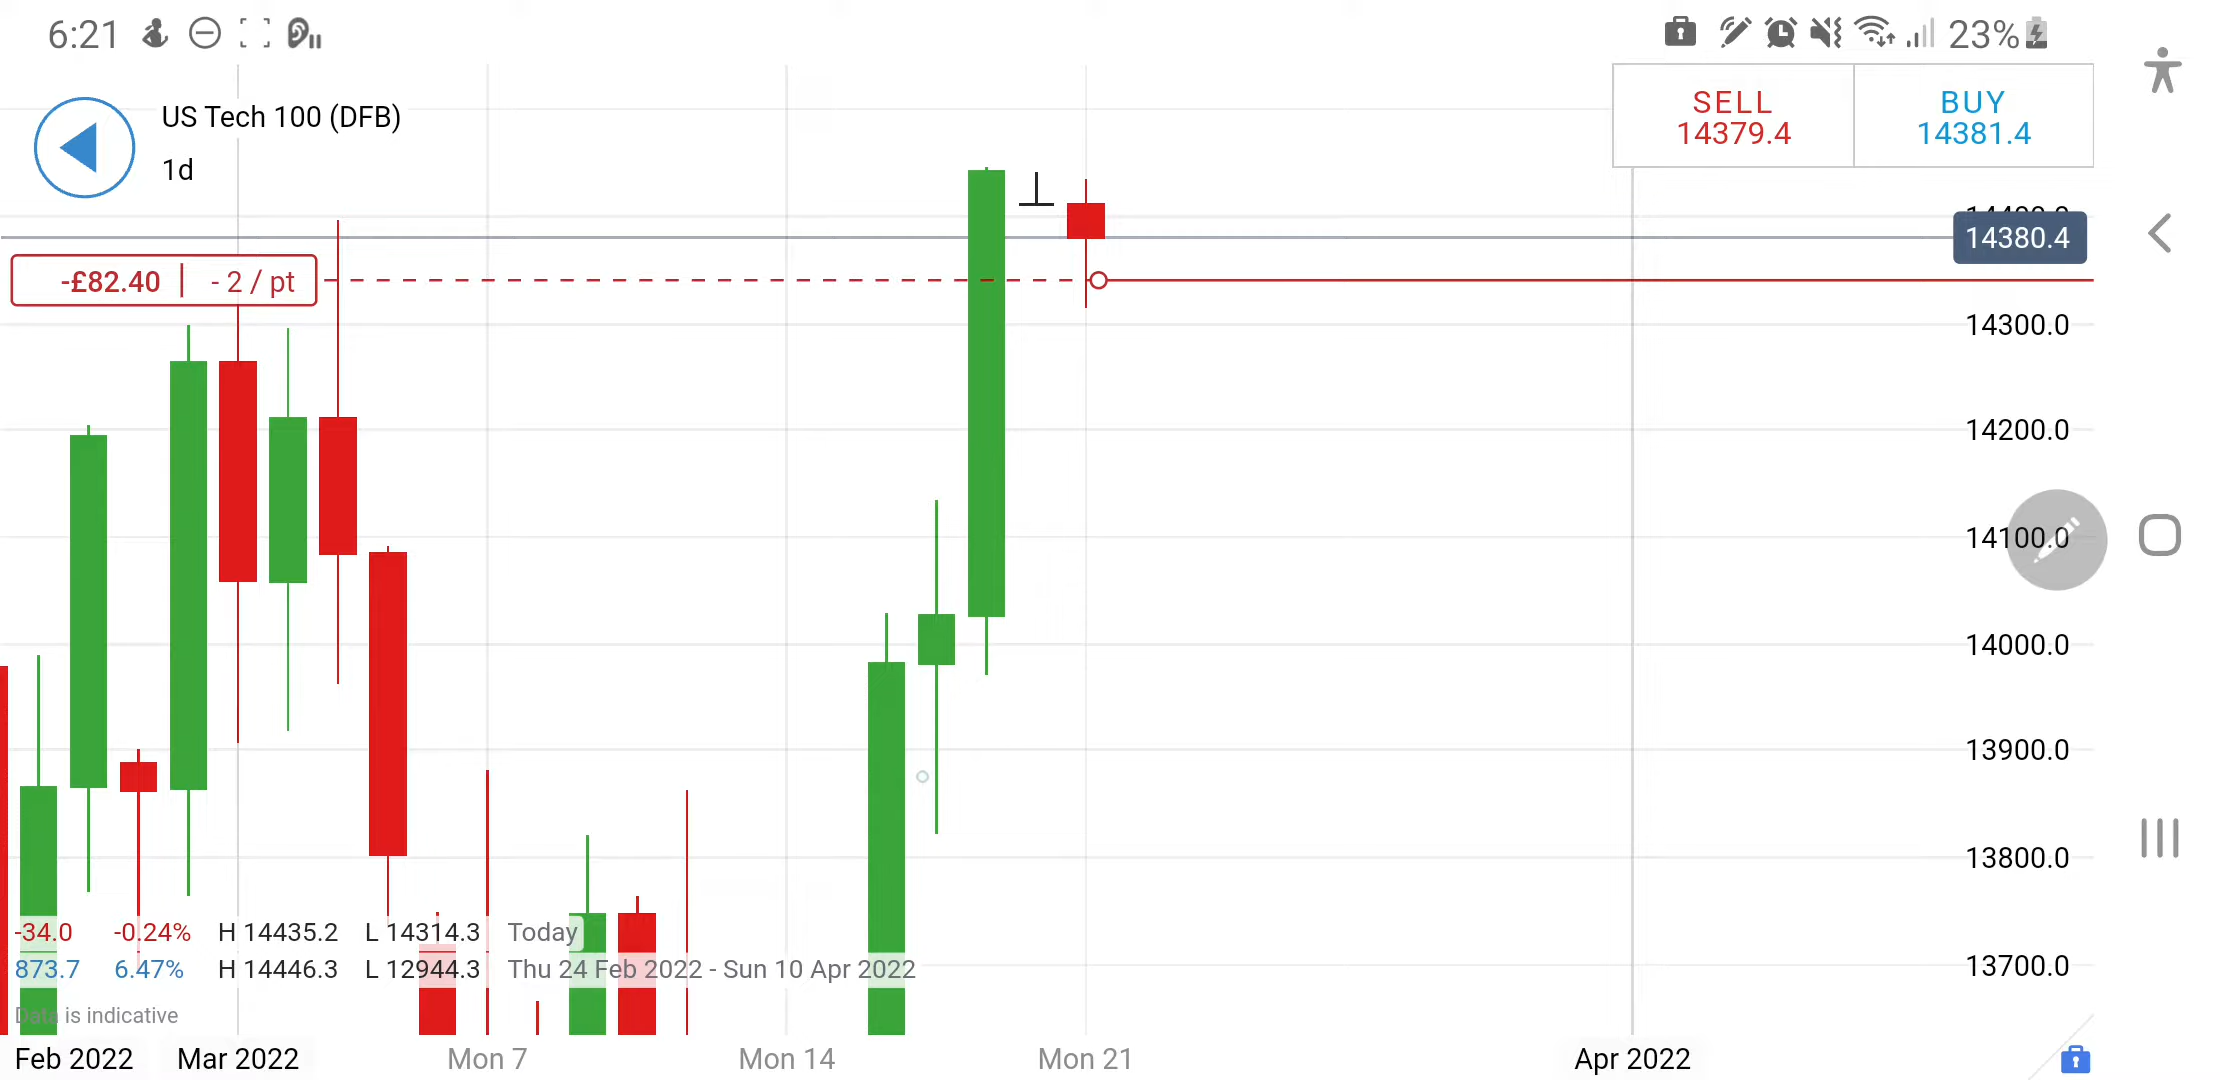 6:21
23%
US Tech 100 (DFB)
1d
SELL
14379.4
BUY
14381.4
14380.4
-£82.40 | - 2 / pt
14300.0
14200.0
14100.0
14000.0
13900.0
13800.0
13700.0
-34.0 -0.24% H 14435.2 L 14314.3 Today
873.7 6.47% H 14446.3 L 12944.3 Thu 24 Feb 2022 - Sun 10 Apr 2022
Data is indicative
Feb 2022 Mar 2022 Mon 7 Mon 14 Mon 21 Apr 2022